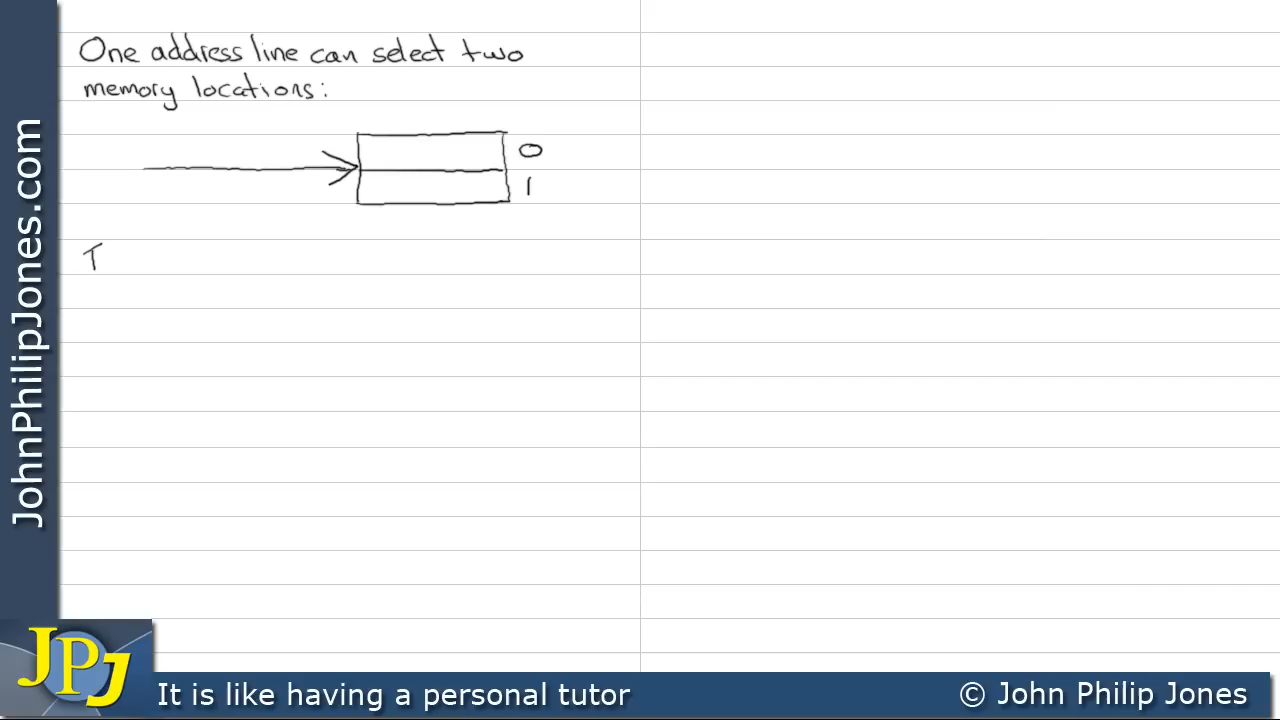 One address line can select two
memory locations:
0
1
T
JohnPhilipJones.com
JPJ
It is like having a personal tutor
© John Philip Jones